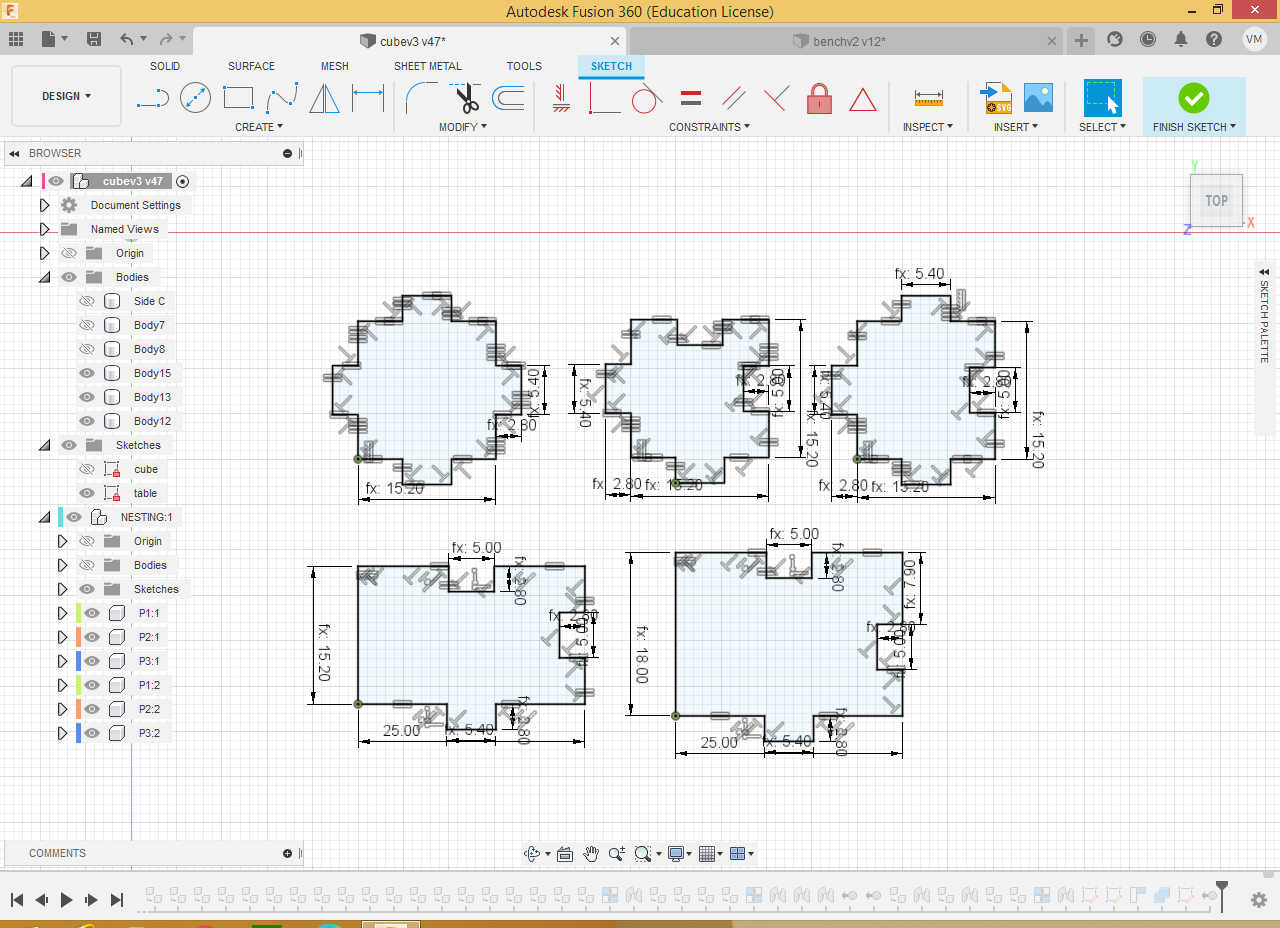 Autodesk Fusion 360 (Education License)
cubev3 v47*
benchv2 v12*
VM
DESIGN
SOLID
SURFACE
MESH
SHEET METAL
TOOLS
SKETCH
CREATE
MODIFY
CONSTRAINTS
INSPECT
INSERT
SELECT
FINISH SKETCH
SVG
BROWSER
cubev3 v47
Document Settings
Named Views
Origin
Bodies
Side C
Body7
Body8
Body15
Body13
Body12
Sketches
cube
table
NESTING:1
Origin
Bodies
Sketches
P1:1
P2:1
P3:1
P1:2
P2:2
P3:2
Y
TOP
X
Z
SKETCH PALETTE
fx: 5.40
fx: 2.80
fx: 15.20
fx: 5.40
fx: 2.80
fx: 15.20
fx: 5.40
fx: 5.40
fx: 2.80
fx: 15.20
fx: 15.20
fx: 5.00
fx: 2.80
fx: 15.20
25.00
fx: 5.40
fx: 2.80
fx: 5.00
fx: 2.80
fx: 7.90
fx: 18.00
25.00
fx: 5.40
fx: 2.80
COMMENTS